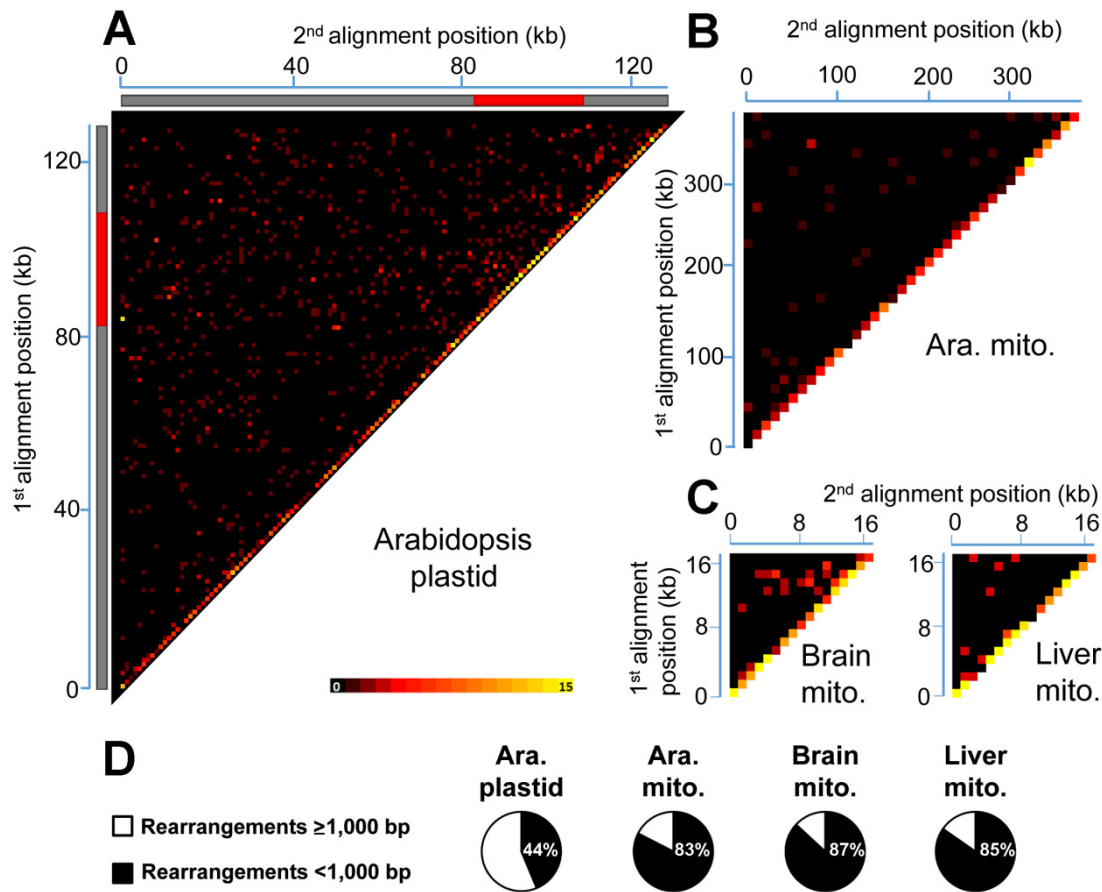 A
2nd alignment position (kb)
0 40 80 120
1st alignment position (kb)
120
80
40
0
Arabidopsis
plastid
0 15
B
2nd alignment position (kb)
0 100 200 300
1st alignment position (kb)
300
200
100
0
Ara. mito.
C
2nd alignment position (kb)
0 8 16 0 8 16
1st alignment
position (kb)
16
8
0
Brain
mito.
16
8
0
Liver
mito.
D
Ara.
plastid
Ara.
mito.
Brain
mito.
Liver
mito.
Rearrangements ≥1,000 bp
Rearrangements <1,000 bp
44% 83% 87% 85%